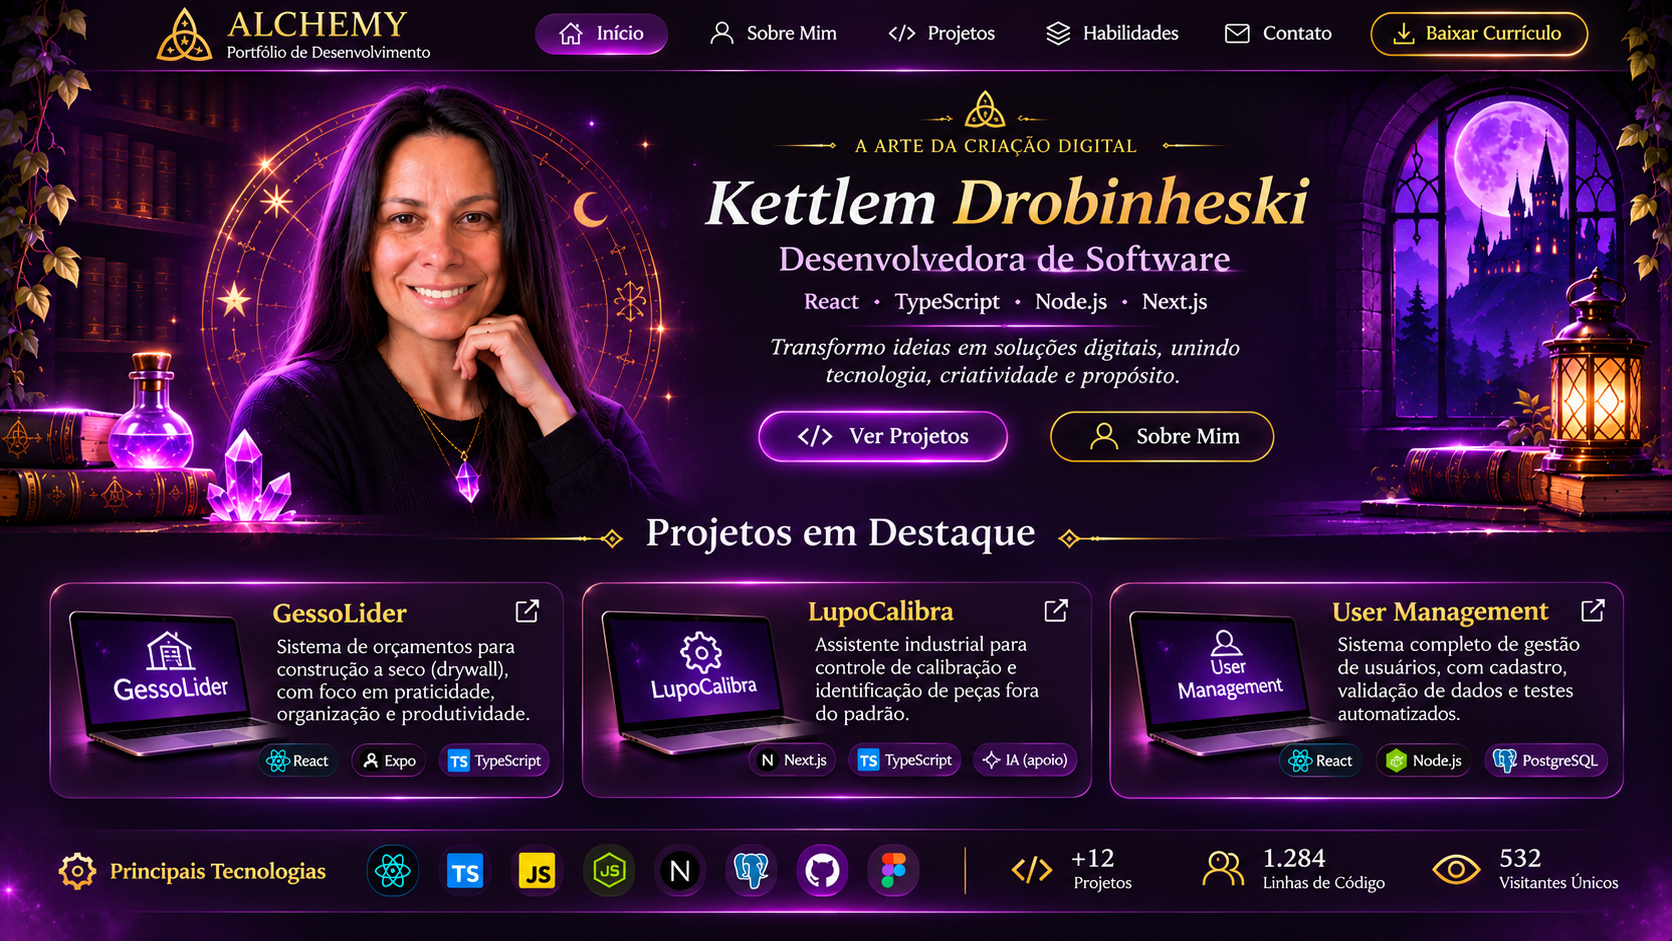 ALCHEMY
Portfólio de Desenvolvimento
Início
Sobre Mim
Projetos
Habilidades
Contato
Baixar Currículo
A ARTE DA CRIAÇÃO DIGITAL
Kettlem Drobinheski
Desenvolvedora de Software
React • TypeScript • Node.js • Next.js
Transformo ideias em soluções digitais, unindo
tecnologia, criatividade e propósito.
Ver Projetos
Sobre Mim
Projetos em Destaque
GessoLider
GessoLider
Sistema de orçamentos para
construção a seco (drywall),
com foco em praticidade,
organização e produtividade.
React
Expo
TS TypeScript
LupoCalibra
LupoCalibra
Assistente industrial para
controle de calibração e
identificação de peças fora
do padrão.
N Next.js
TS TypeScript
IA (apoio)
User
Management
User Management
Sistema completo de gestão
de usuários, com cadastro,
validação de dados e testes
automatizados.
React
Node.js
PostgreSQL
Principais Tecnologias
TS
JS
JS
N
+12
Projetos
1.284
Linhas de Código
532
Visitantes Únicos